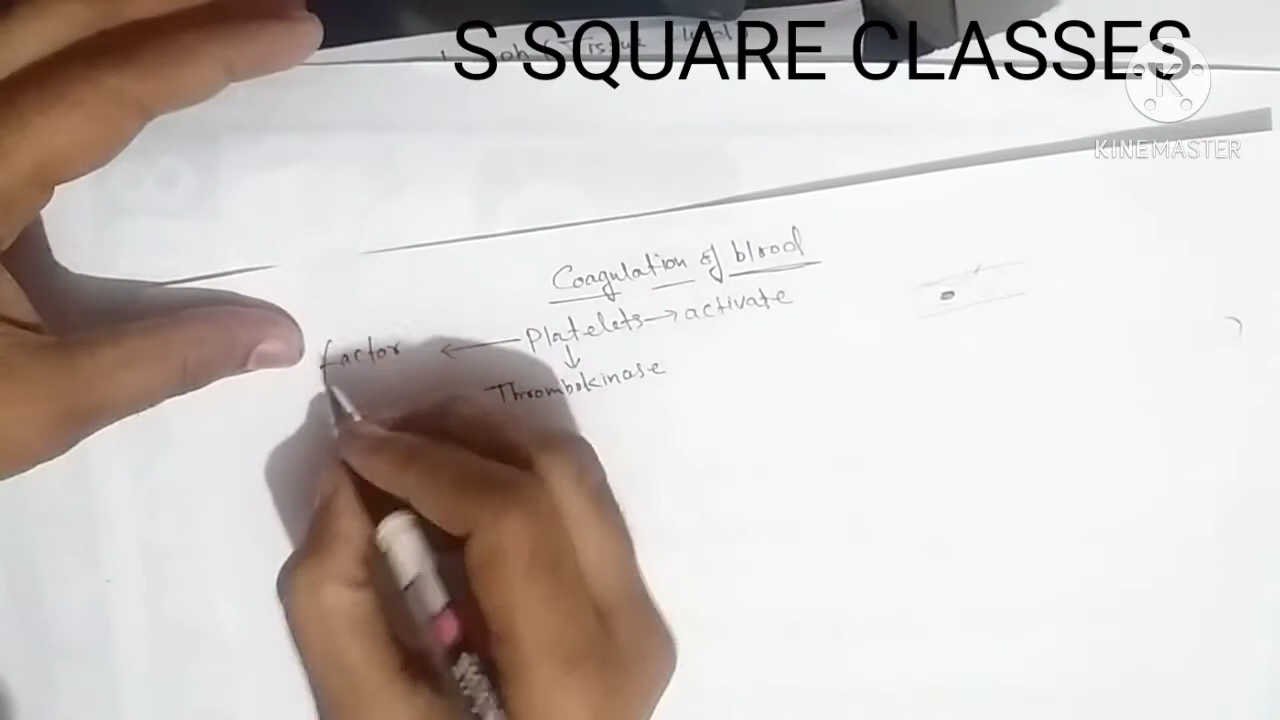 S SQUARE CLASSES
KINEMASTER
Coagulation of blood
factor ← Platelets → activate
↓
Thrombokinase